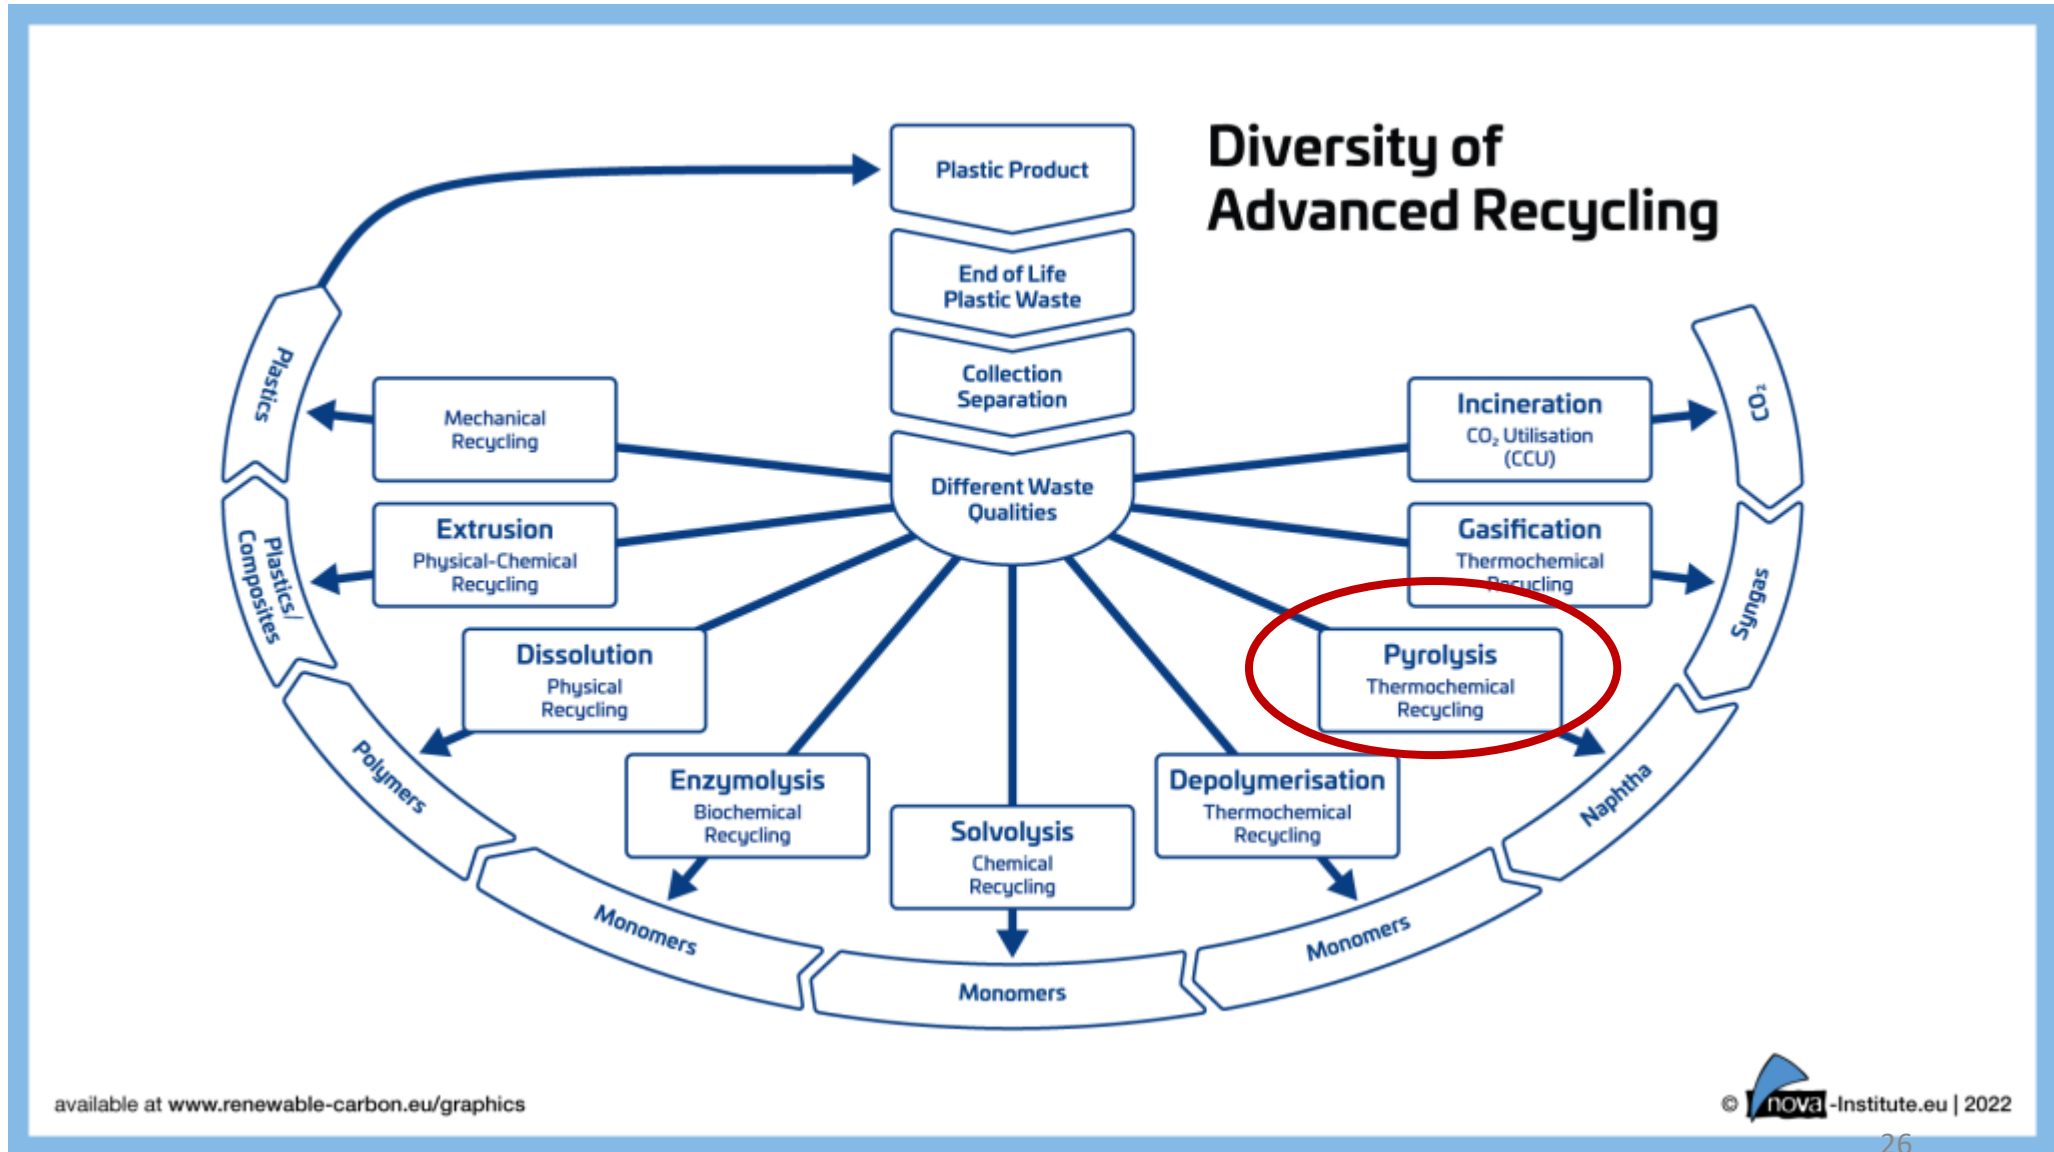 Diversity of
Advanced Recycling
Plastic Product
End of Life
Plastic Waste
Collection
Separation
Different Waste
Qualities
Mechanical
Recycling
Extrusion
Physical-Chemical
Recycling
Dissolution
Physical
Recycling
Enzymolysis
Biochemical
Recycling
Solvolysis
Chemical
Recycling
Depolymerisation
Thermochemical
Recycling
Pyrolysis
Thermochemical
Recycling
Gasification
Thermochemical
Recycling
Incineration
CO₂ Utilisation
(CCU)
Plastics
Plastics/
Composites
Polymers
Monomers
Monomers
Monomers
Naphtha
Syngas
CO₂
available at www.renewable-carbon.eu/graphics
© nova-Institute.eu | 2022
26